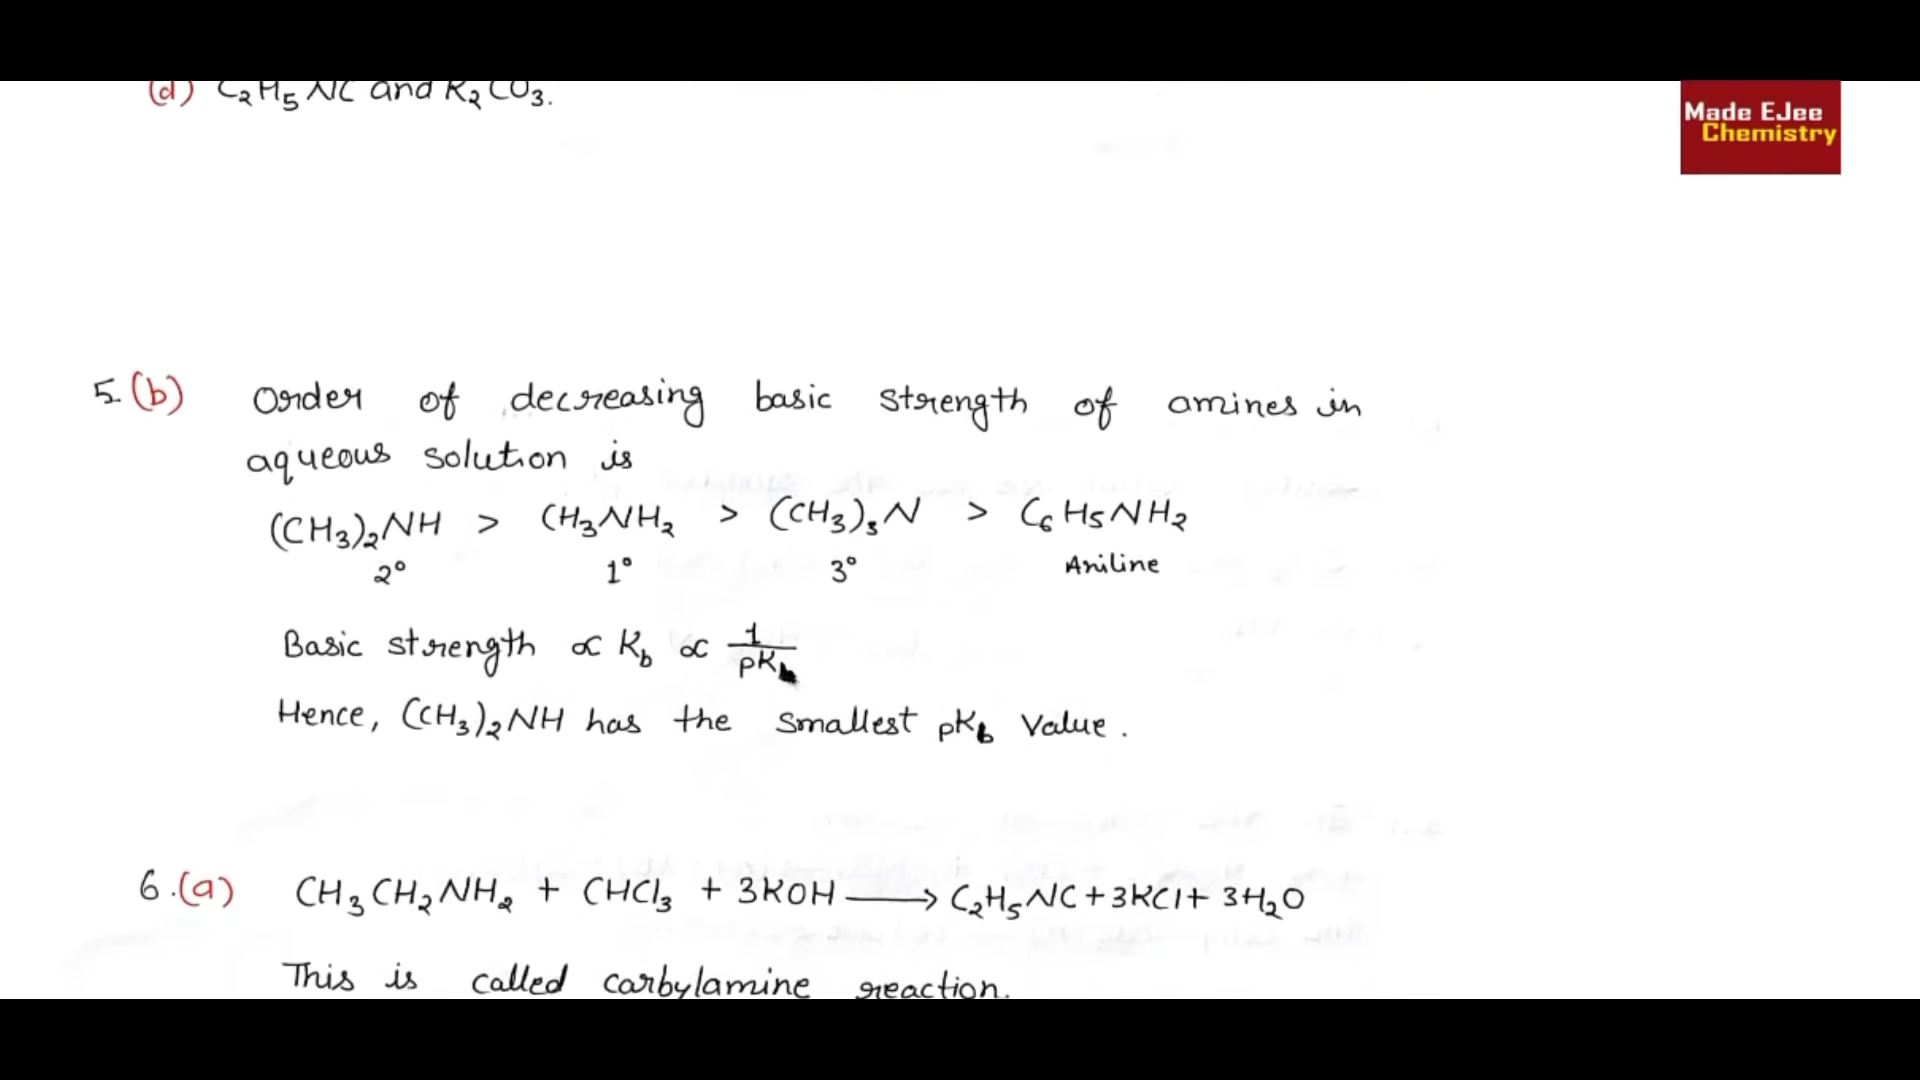 (d) C₂H₅NC and K₂CO₃.
Made EJee
Chemistry
5. (b) Order of decreasing basic strength of amines in
aqueous solution is
(CH₃)₂NH > CH₃NH₂ > (CH₃)₃N > C₆H₅NH₂
2° 1° 3° Aniline
Basic strength ∝ K_b ∝ 1/pK_b
Hence, (CH₃)₂NH has the smallest pK_b value.
6. (a) CH₃CH₂NH₂ + CHCl₃ + 3KOH ⟶ C₂H₅NC + 3KCl + 3H₂O
This is called carbylamine reaction.